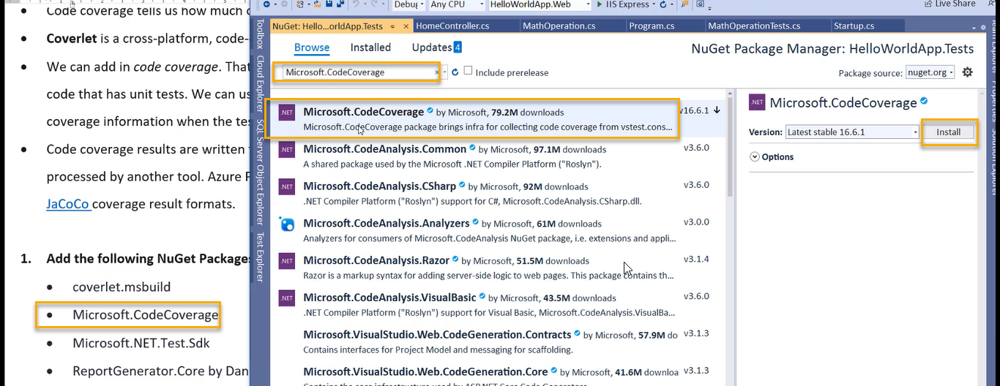 Code coverage tells us how much
Coverlet is a cross-platform, code-
We can add in code coverage. That
code that has unit tests. We can us
coverage information when the te
Code coverage results are written
processed by another tool. Azure P
JaCoCo coverage result formats.
1. Add the following NuGet Packages
coverlet.msbuild
Microsoft.CodeCoverage
Microsoft.NET.Test.Sdk
ReportGenerator.Core by Dan
Debug Any CPU HelloWorldApp.Web IIS Express Live Share
NuGet: Hello...orldApp.Tests HomeController.cs MathOperation.cs Program.cs MathOperationTests.cs Startup.cs
Toolbox
Cloud Explorer
SQL Server Object Explorer
Test Explorer
Browse Installed Updates 4
NuGet Package Manager: HelloWorldApp.Tests
Microsoft.CodeCoverage Include prerelease
Package source: nuget.org
.NET Microsoft.CodeCoverage by Microsoft, 79.2M downloads v16.6.1
Microsoft.CodeCoverage package brings infra for collecting code coverage from vstest.cons...
.NET Microsoft.CodeAnalysis.Common by Microsoft, 97.1M downloads v3.6.0
A shared package used by the Microsoft .NET Compiler Platform ("Roslyn").
.NET Microsoft.CodeAnalysis.CSharp by Microsoft, 92M downloads v3.6.0
.NET Compiler Platform ("Roslyn") support for C#, Microsoft.CodeAnalysis.CSharp.dll.
Microsoft.CodeAnalysis.Analyzers by Microsoft, 61M downloads v3.0.0
Analyzers for consumers of Microsoft.CodeAnalysis NuGet package, i.e. extensions and appli...
.NET Microsoft.CodeAnalysis.Razor by Microsoft, 51.5M downloads v3.1.4
Razor is a markup syntax for adding server-side logic to web pages. This package contains th...
.NET Microsoft.CodeAnalysis.VisualBasic by Microsoft, 43.5M downloads v3.6.0
.NET Compiler Platform ("Roslyn") support for Visual Basic, Microsoft.CodeAnalysis.VisualBa...
.NET Microsoft.VisualStudio.Web.CodeGeneration.Contracts by Microsoft, 57.9M do v3.1.3
Contains interfaces for Project Model and messaging for scaffolding.
.NET Microsoft.VisualStudio.Web.CodeGeneration.Core by Microsoft, 41.6M downloa v3.1.3
.NET Microsoft.CodeCoverage
Version: Latest stable 16.6.1 Install
Options